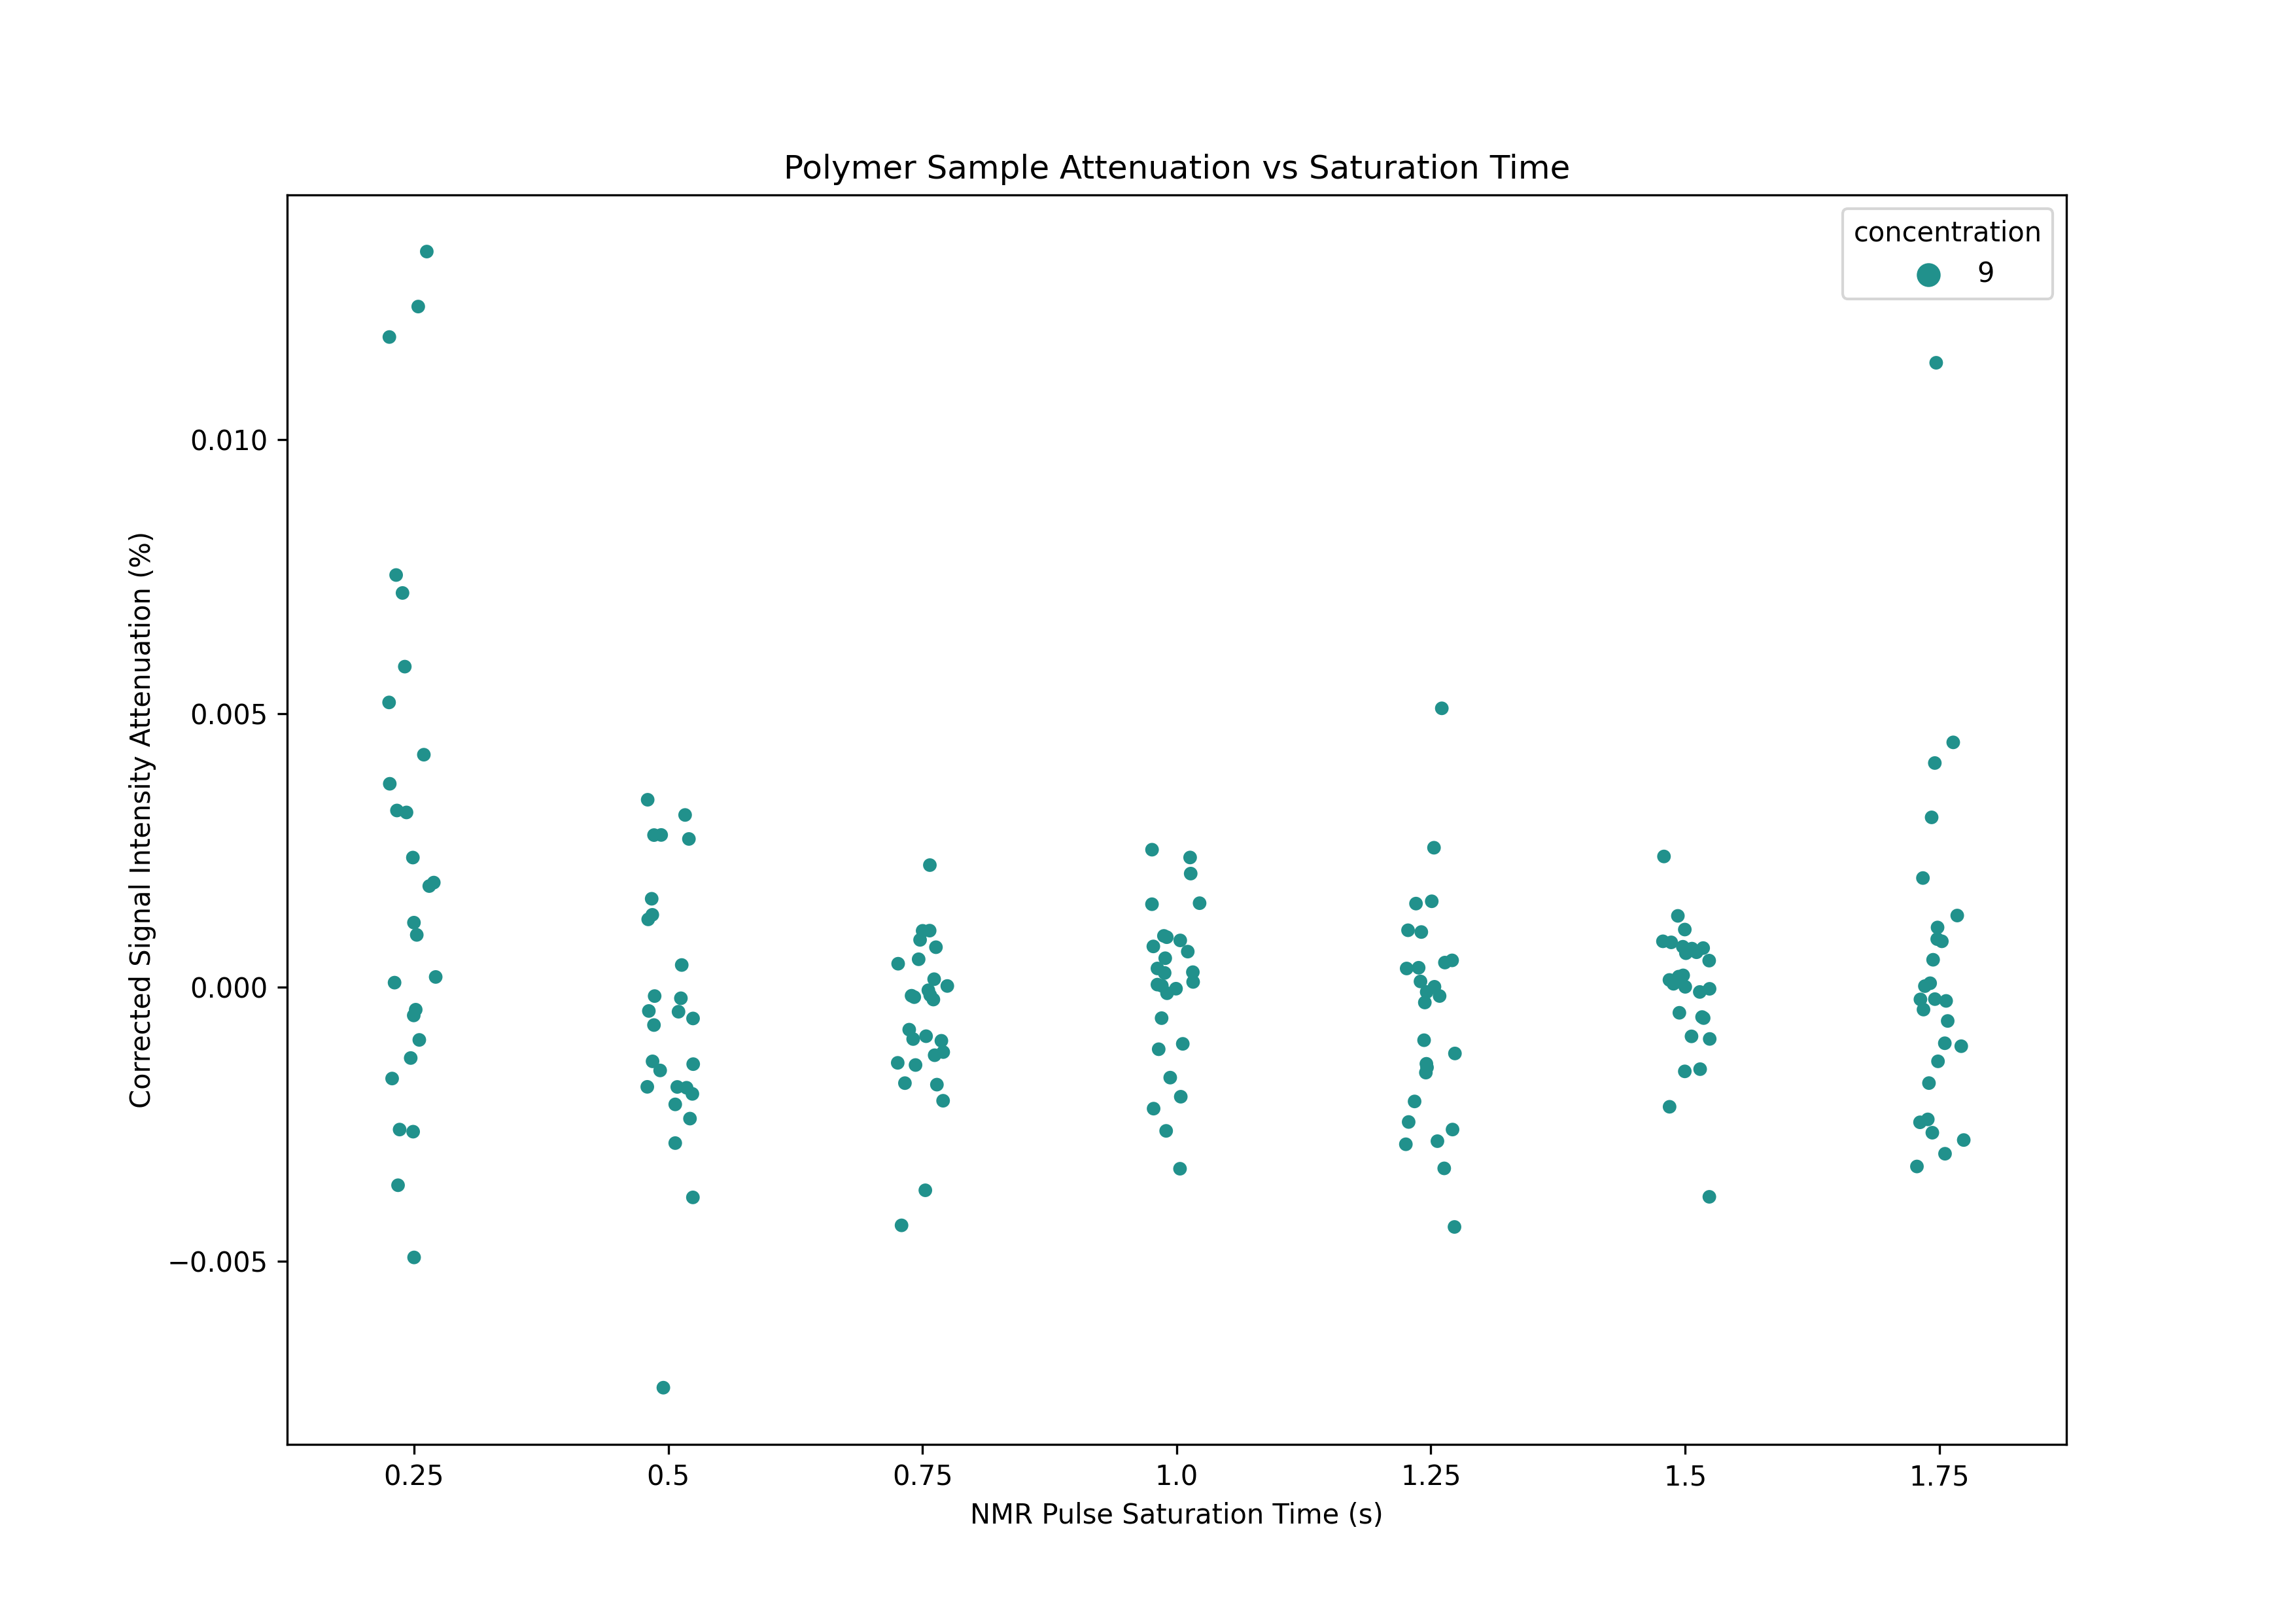 Polymer Sample Attenuation vs Saturation Time
concentration
9
0.010
0.005
0.000
−0.005
Corrected Signal Intensity Attenuation (%)
0.25 0.5 0.75 1.0 1.25 1.5 1.75
NMR Pulse Saturation Time (s)